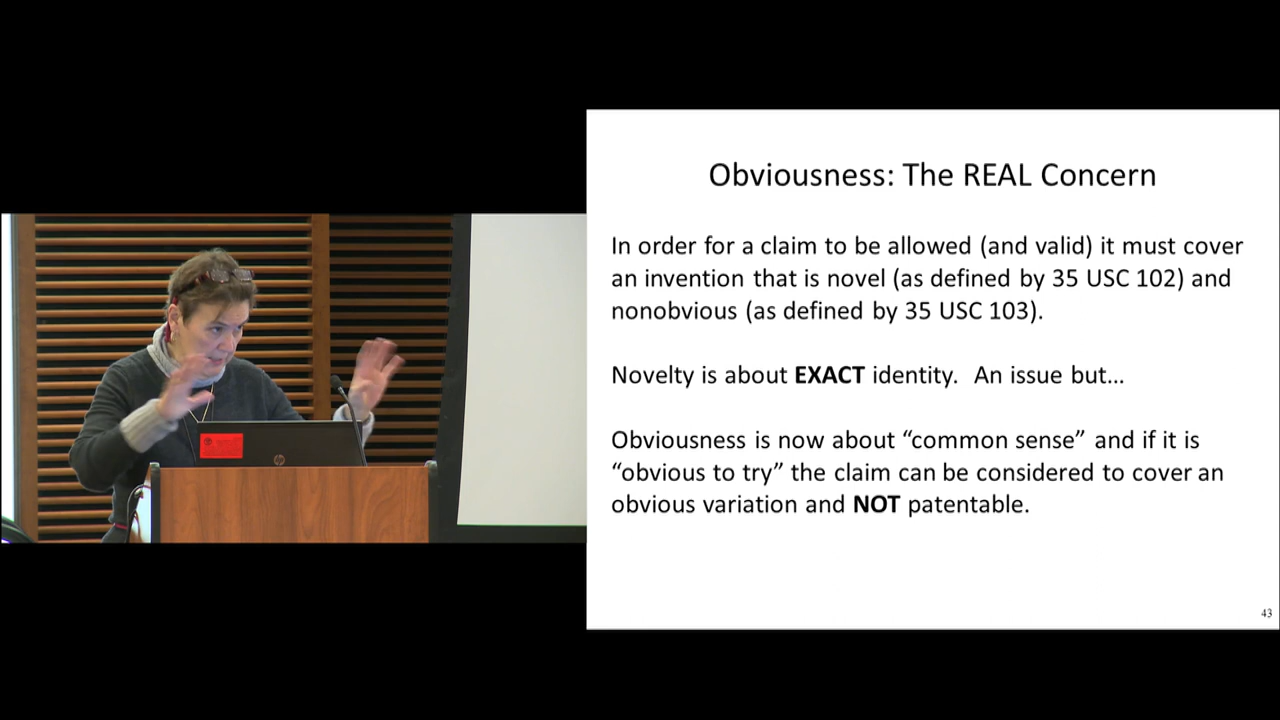 Obviousness: The REAL Concern
In order for a claim to be allowed (and valid) it must cover
an invention that is novel (as defined by 35 USC 102) and
nonobvious (as defined by 35 USC 103).
Novelty is about EXACT identity.  An issue but...
Obviousness is now about “common sense” and if it is
“obvious to try” the claim can be considered to cover an
obvious variation and NOT patentable.
43